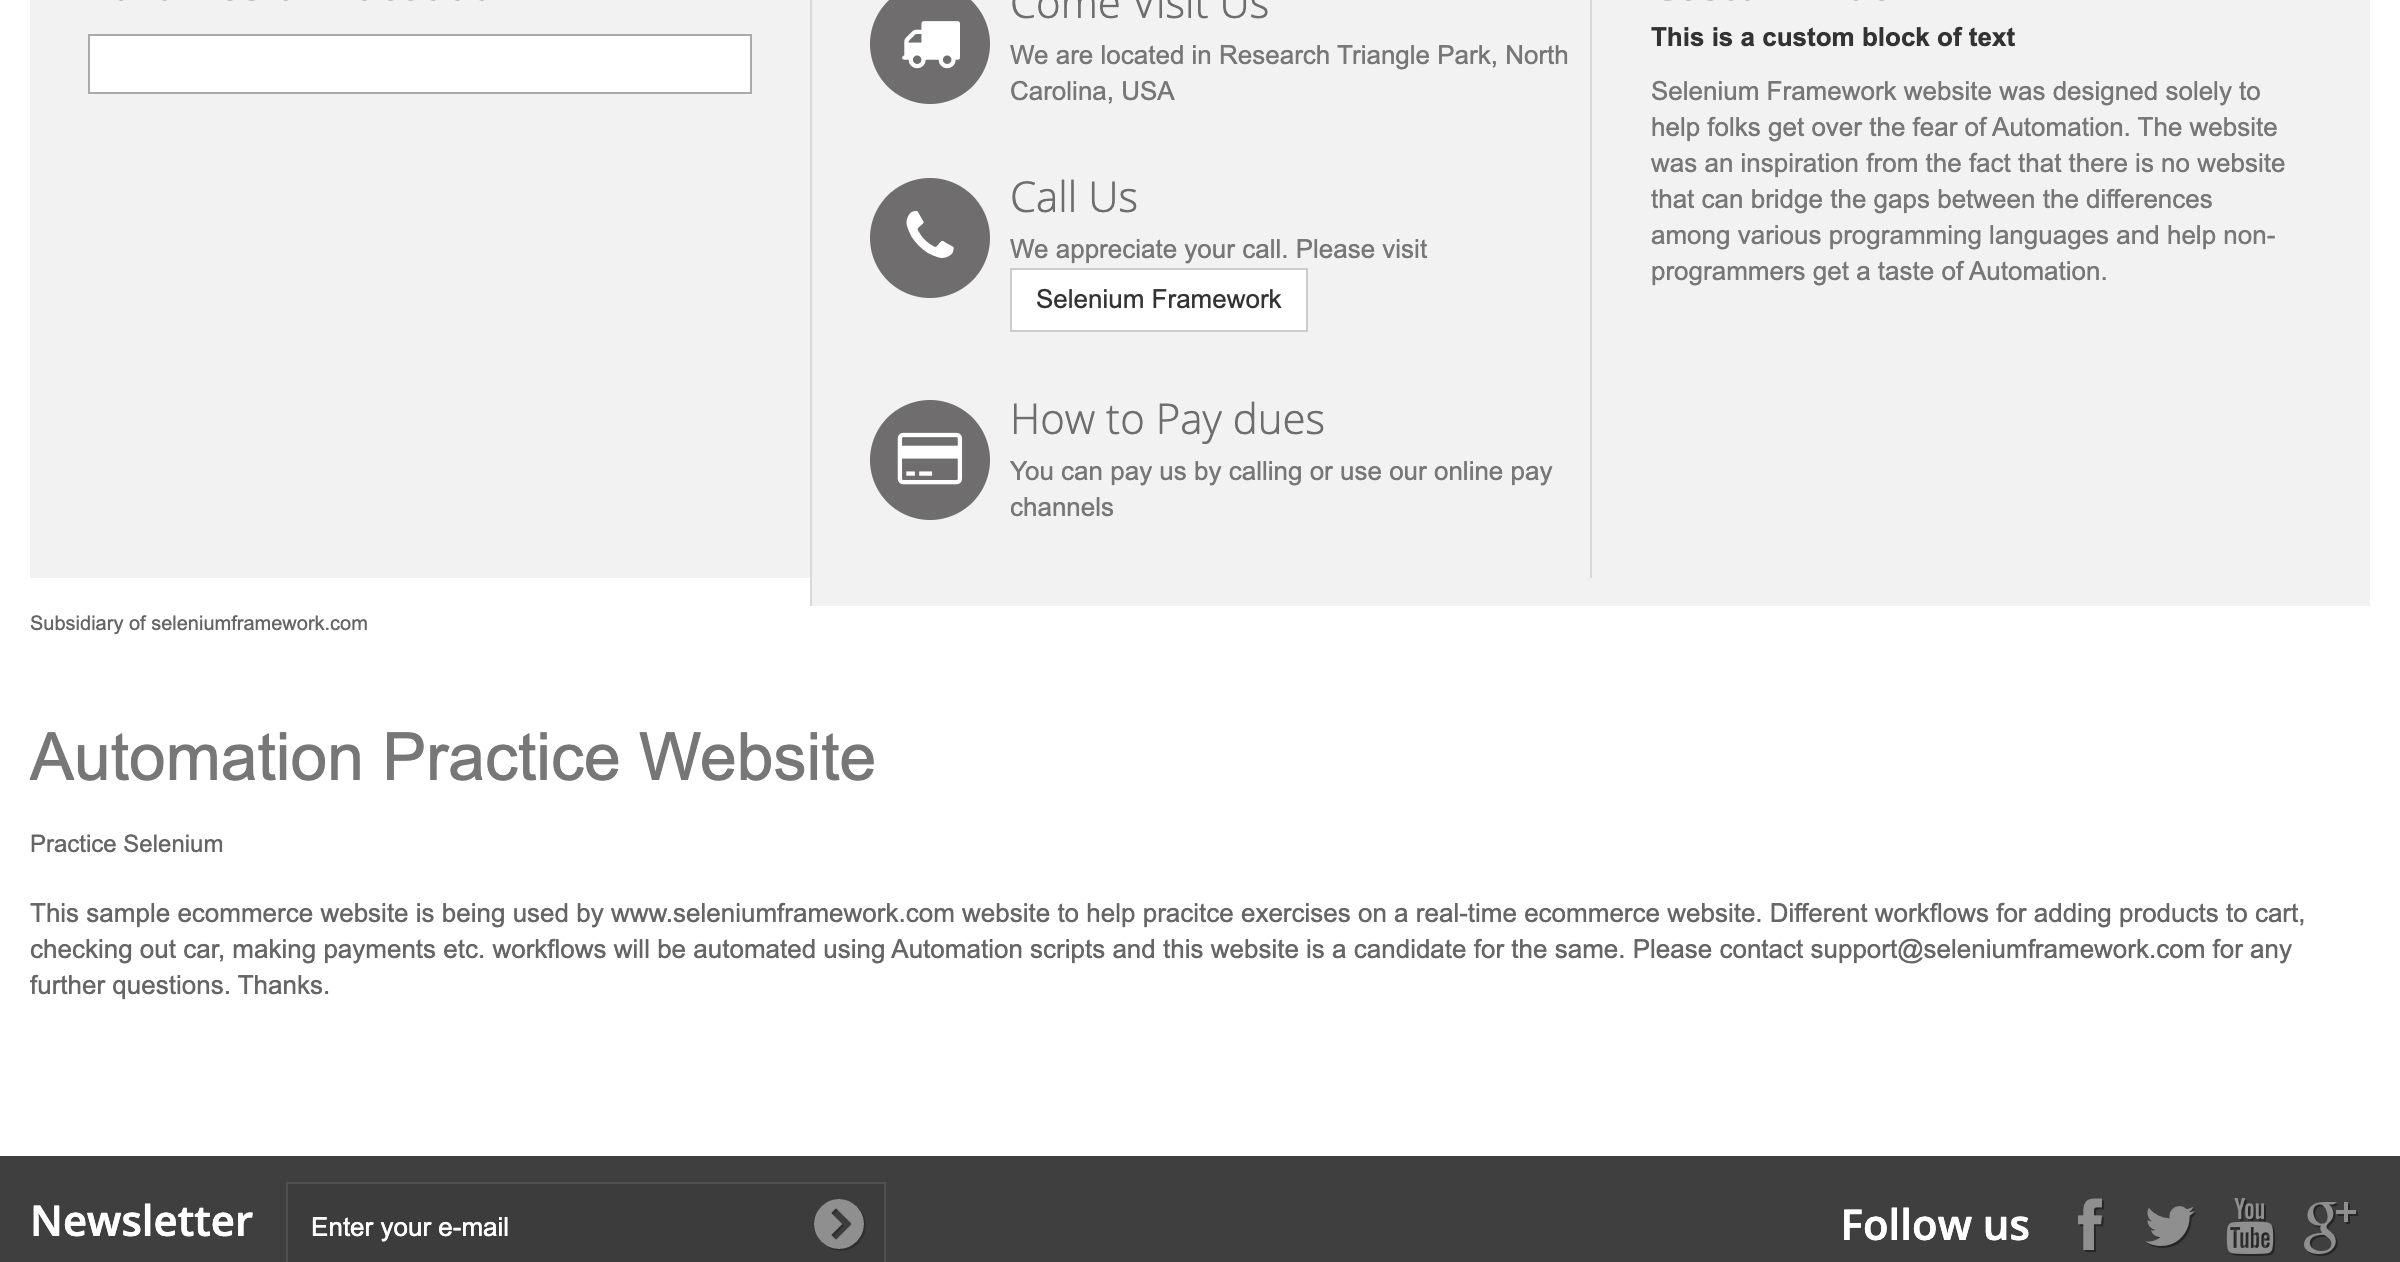 Come Visit Us
We are located in Research Triangle Park, North
Carolina, USA
Call Us
We appreciate your call. Please visit
Selenium Framework
How to Pay dues
You can pay us by calling or use our online pay
channels
This is a custom block of text
Selenium Framework website was designed solely to
help folks get over the fear of Automation. The website
was an inspiration from the fact that there is no website
that can bridge the gaps between the differences
among various programming languages and help non-
programmers get a taste of Automation.
Subsidiary of seleniumframework.com
Automation Practice Website
Practice Selenium
This sample ecommerce website is being used by www.seleniumframework.com website to help pracitce exercises on a real-time ecommerce website. Different workflows for adding products to cart,
checking out car, making payments etc. workflows will be automated using Automation scripts and this website is a candidate for the same. Please contact support@seleniumframework.com for any
further questions. Thanks.
Newsletter
Enter your e-mail
Follow us
You
Tube
g+